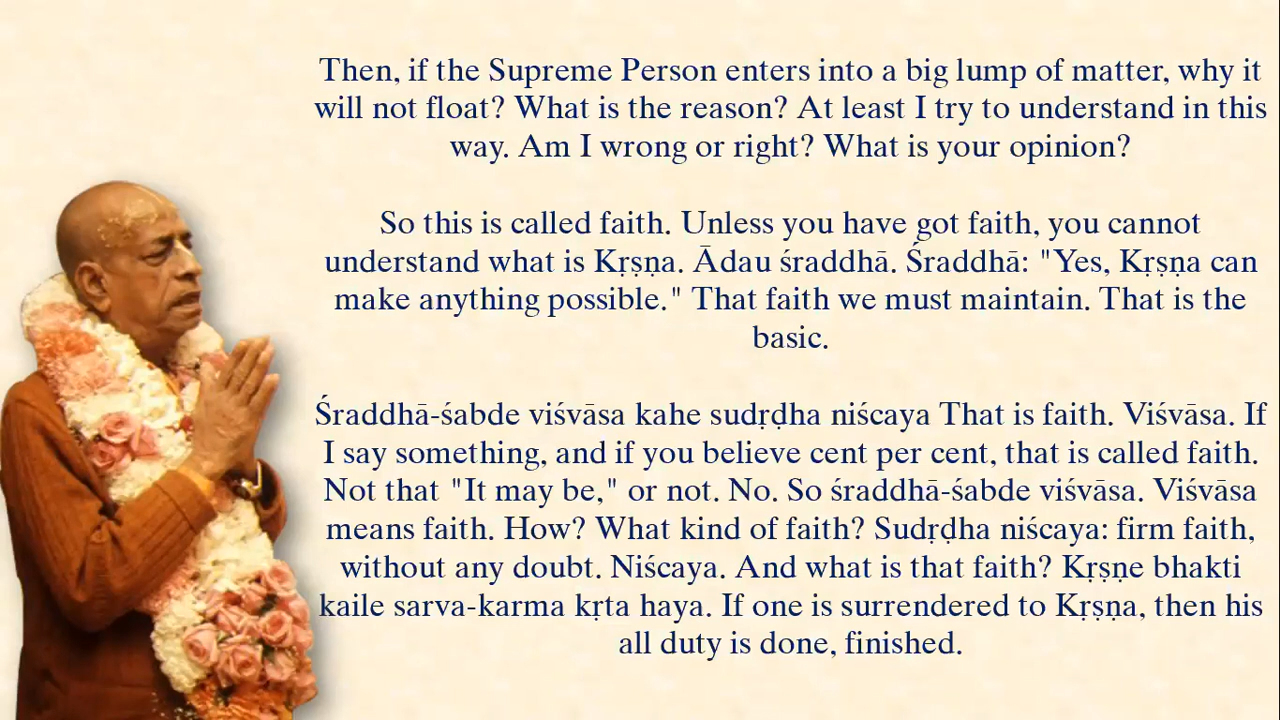 Then, if the Supreme Person enters into a big lump of matter, why it
will not float? What is the reason? At least I try to understand in this
way. Am I wrong or right? What is your opinion?
So this is called faith. Unless you have got faith, you cannot
understand what is Kṛṣṇa. Ādau śraddhā. Śraddhā: "Yes, Kṛṣṇa can
make anything possible." That faith we must maintain. That is the
basic.
Śraddhā-śabde viśvāsa kahe sudṛḍha niścaya That is faith. Viśvāsa. If
I say something, and if you believe cent per cent, that is called faith.
Not that "It may be," or not. No. So śraddhā-śabde viśvāsa. Viśvāsa
means faith. How? What kind of faith? Sudṛḍha niścaya: firm faith,
without any doubt. Niścaya. And what is that faith? Kṛṣṇe bhakti
kaile sarva-karma kṛta haya. If one is surrendered to Kṛṣṇa, then his
all duty is done, finished.